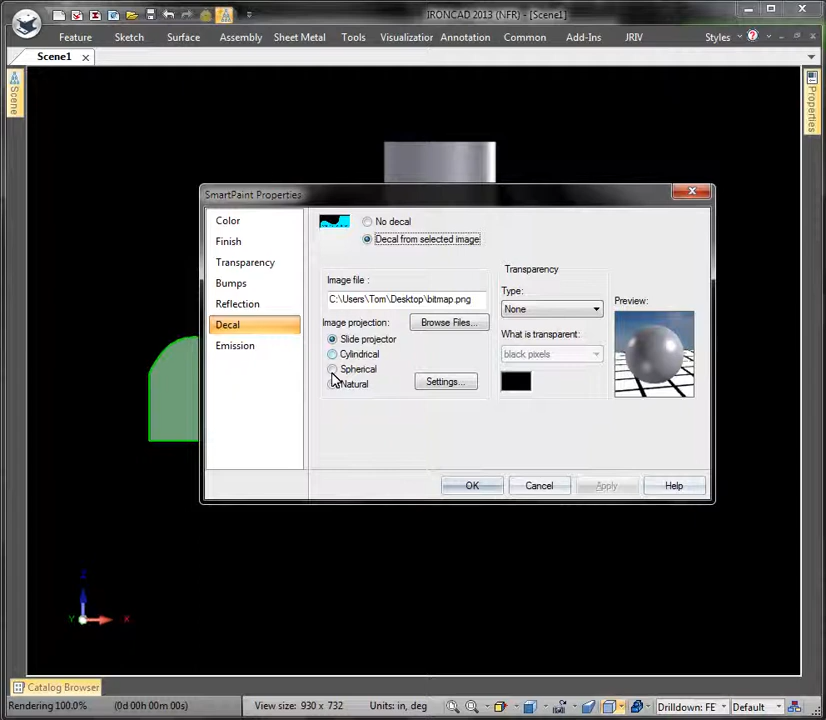 IRONCAD 2013 (NFR) - [Scene1]
Feature Sketch Surface Assembly Sheet Metal Tools Visualization Annotation Common Add-Ins JRIV Styles
Scene1
Scene
Properties
SmartPaint Properties
Color
Finish
Transparency
Bumps
Reflection
Decal
Emission
No decal
Decal from selected image
Image file :
C:\Users\Tom\Desktop\bitmap.png
Image projection:
Browse Files...
Slide projector
Cylindrical
Spherical
Natural
Settings...
Transparency
Type:
None
What is transparent:
black pixels
Preview:
OK Cancel Apply Help
Z
Y X
Catalog Browser
Rendering 100.0% (0d 00h 00m 00s) View size: 930 x 732 Units: in, deg Drilldown: FE Default